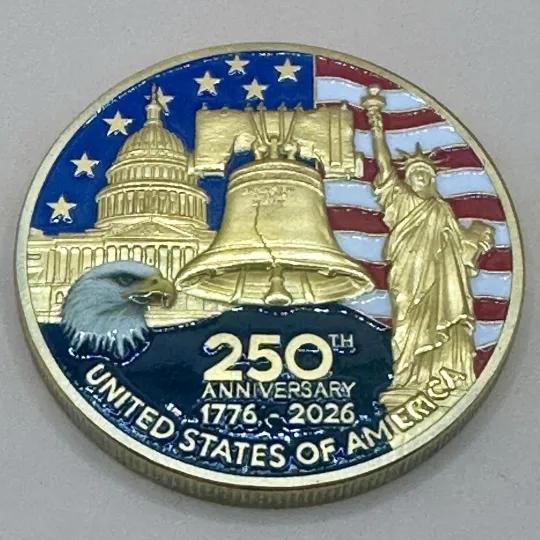 250TH
ANNIVERSARY
1776 - 2026
UNITED STATES OF AMERICA